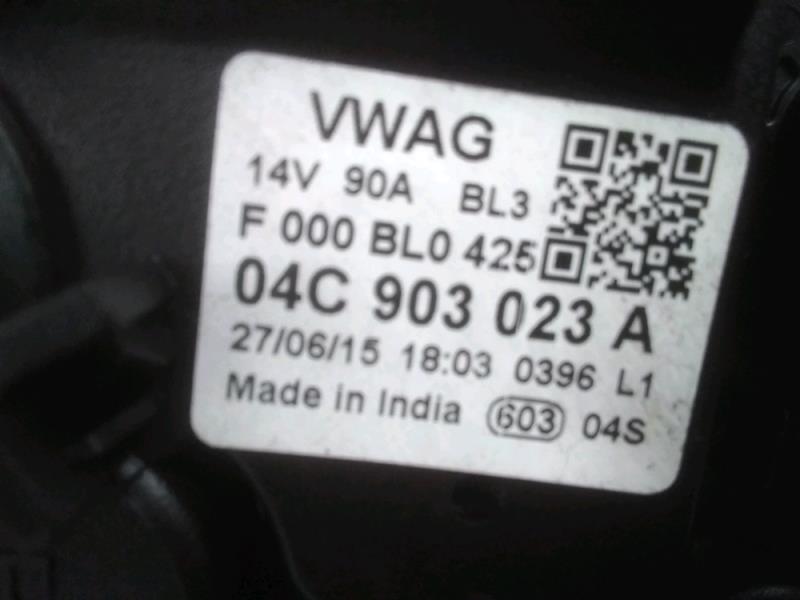 VWAG
14V 90A BL3
F 000 BL0 425
04C 903 023 A
27/06/15 18:03 0396 L1
Made in India 603 04S